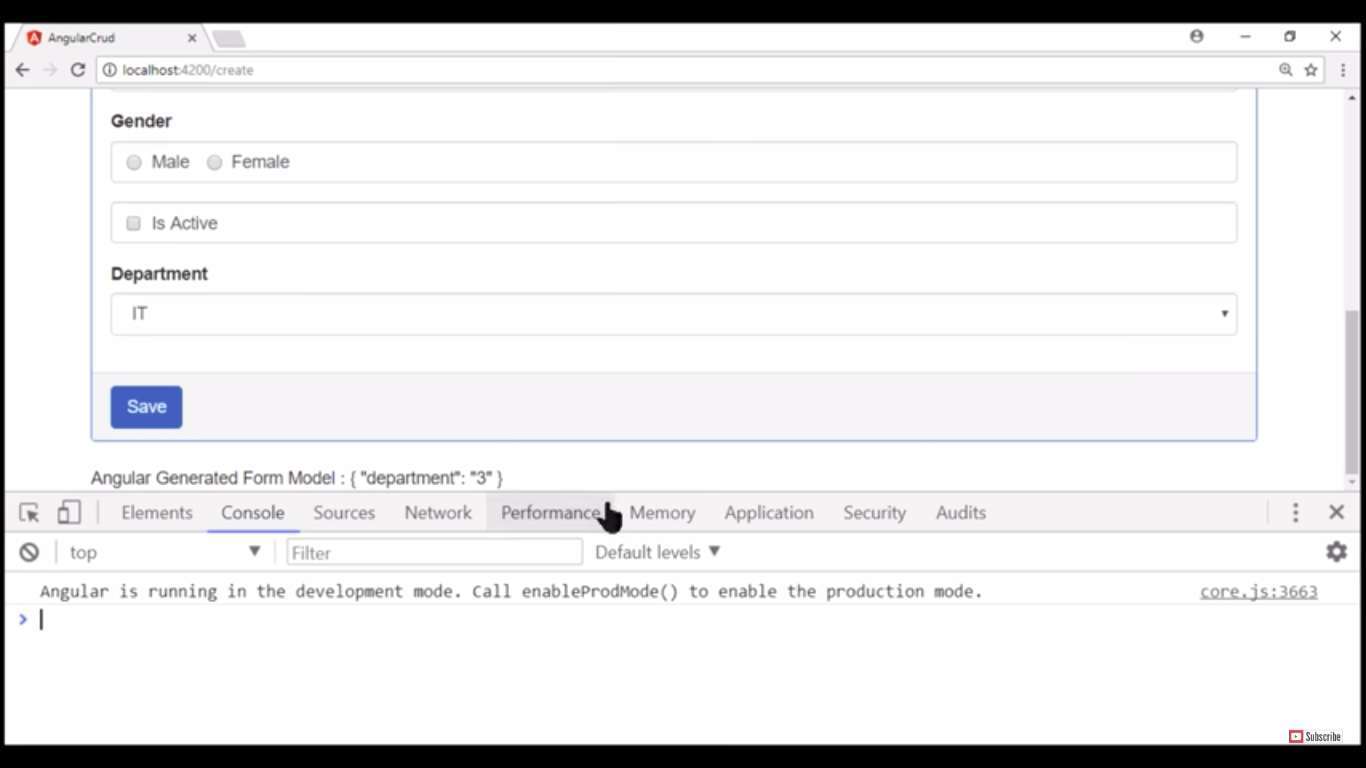 AngularCrud
localhost:4200/create
Gender
Male Female
Is Active
Department
IT
Save
Angular Generated Form Model : { "department": "3" }
Elements Console Sources Network Performance Memory Application Security Audits
top Filter Default levels
Angular is running in the development mode. Call enableProdMode() to enable the production mode. core.js:3663
Subscribe